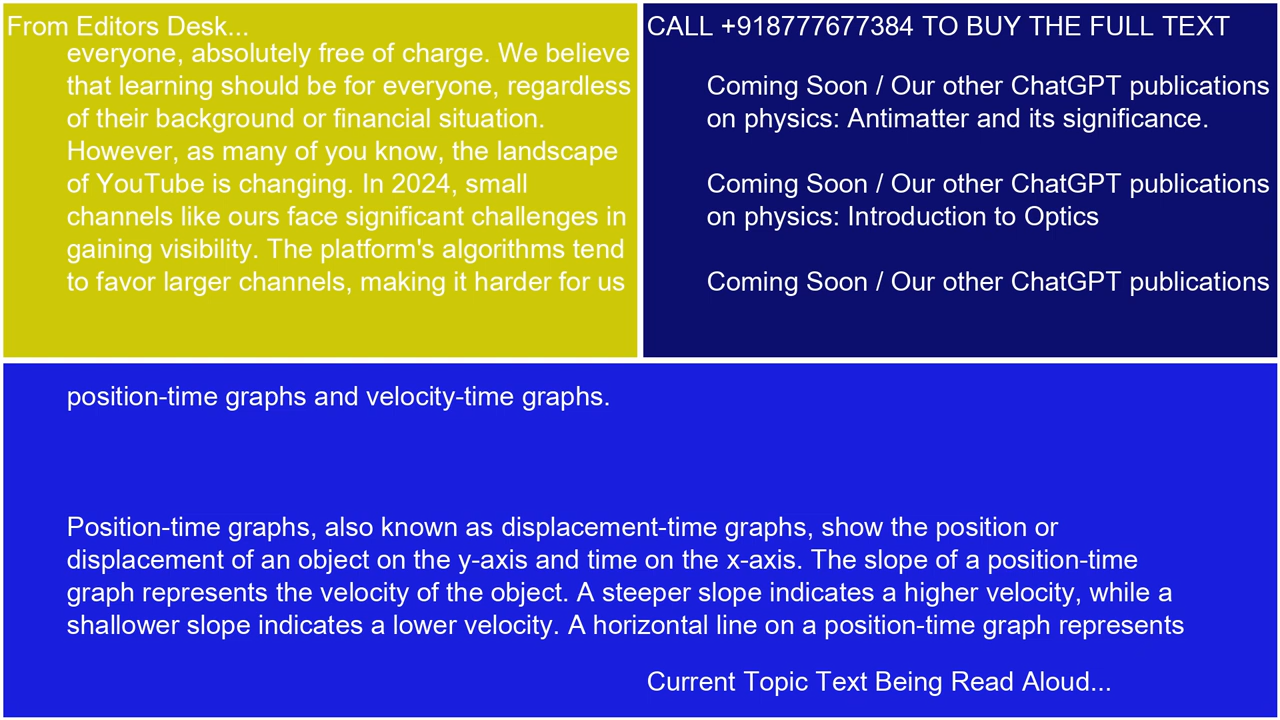 From Editors Desk...
everyone, absolutely free of charge. We believe
that learning should be for everyone, regardless
of their background or financial situation.
However, as many of you know, the landscape
of YouTube is changing. In 2024, small
channels like ours face significant challenges in
gaining visibility. The platform's algorithms tend
to favor larger channels, making it harder for us
CALL +918777677384 TO BUY THE FULL TEXT
Coming Soon / Our other ChatGPT publications
on physics: Antimatter and its significance.
Coming Soon / Our other ChatGPT publications
on physics: Introduction to Optics
Coming Soon / Our other ChatGPT publications
position-time graphs and velocity-time graphs.
Position-time graphs, also known as displacement-time graphs, show the position or
displacement of an object on the y-axis and time on the x-axis. The slope of a position-time
graph represents the velocity of the object. A steeper slope indicates a higher velocity, while a
shallower slope indicates a lower velocity. A horizontal line on a position-time graph represents
Current Topic Text Being Read Aloud...